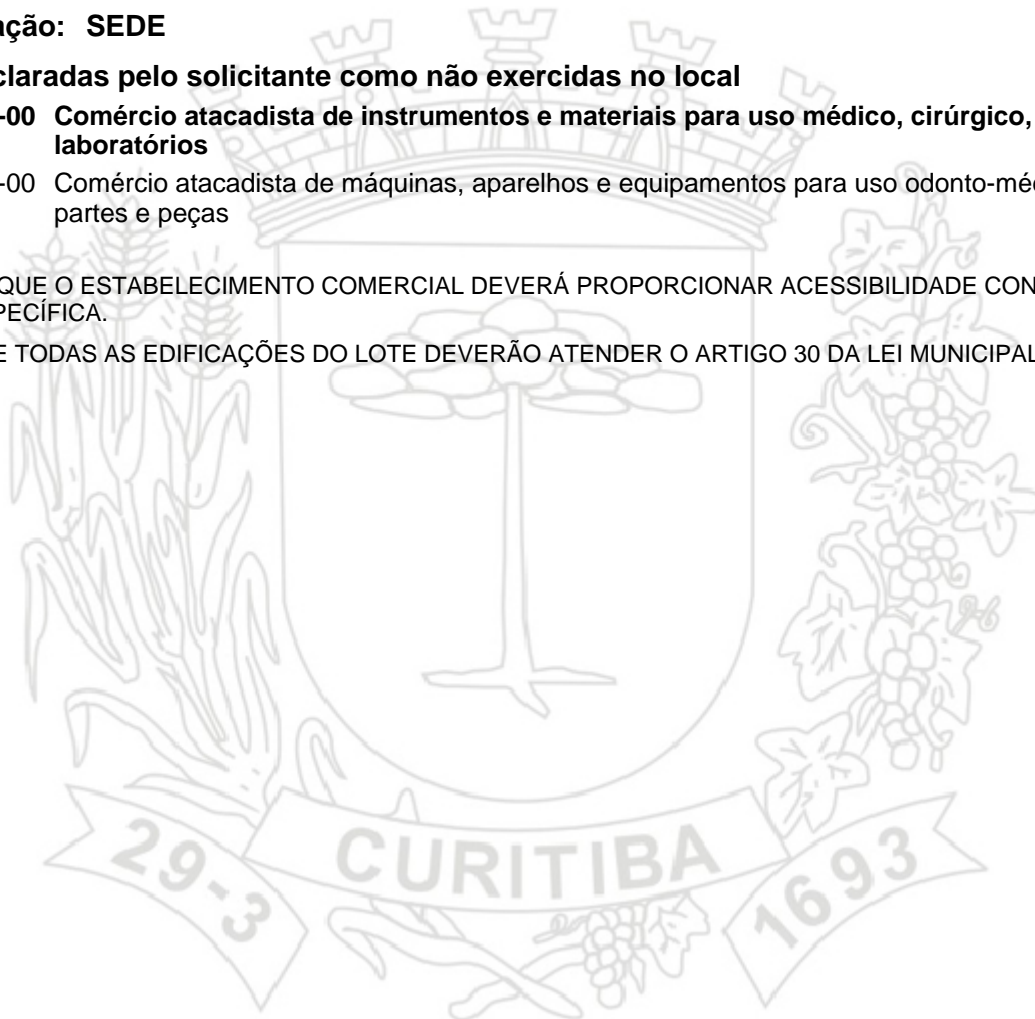 ação: SEDE
claradas pelo solicitante como não exercidas no local
-00 Comércio atacadista de instrumentos e materiais para uso médico, cirúrgico,
laboratórios
-00 Comércio atacadista de máquinas, aparelhos e equipamentos para uso odonto-mé
partes e peças
QUE O ESTABELECIMENTO COMERCIAL DEVERÁ PROPORCIONAR ACESSIBILIDADE CON
PECÍFICA.
E TODAS AS EDIFICAÇÕES DO LOTE DEVERÃO ATENDER O ARTIGO 30 DA LEI MUNICIPAL
29-3 CURITIBA 1693